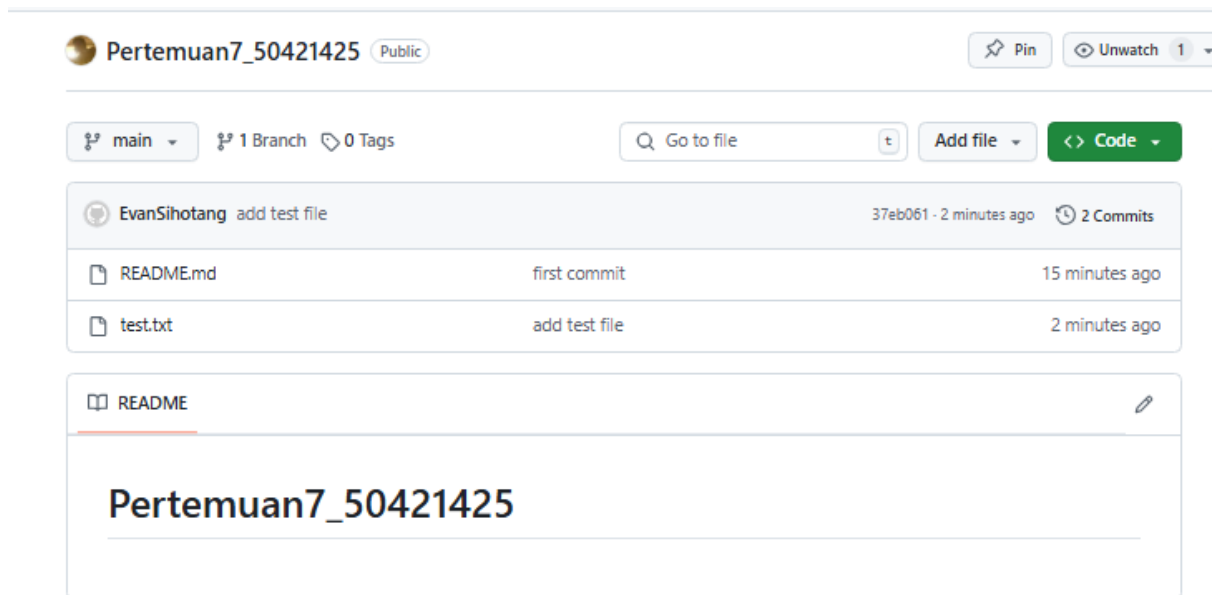 Pertemuan7_50421425 Public Pin Unwatch 1
main 1 Branch 0 Tags Go to file t Add file <> Code
EvanSihotang add test file 37eb061 · 2 minutes ago 2 Commits
README.md first commit 15 minutes ago
test.txt add test file 2 minutes ago
README
Pertemuan7_50421425